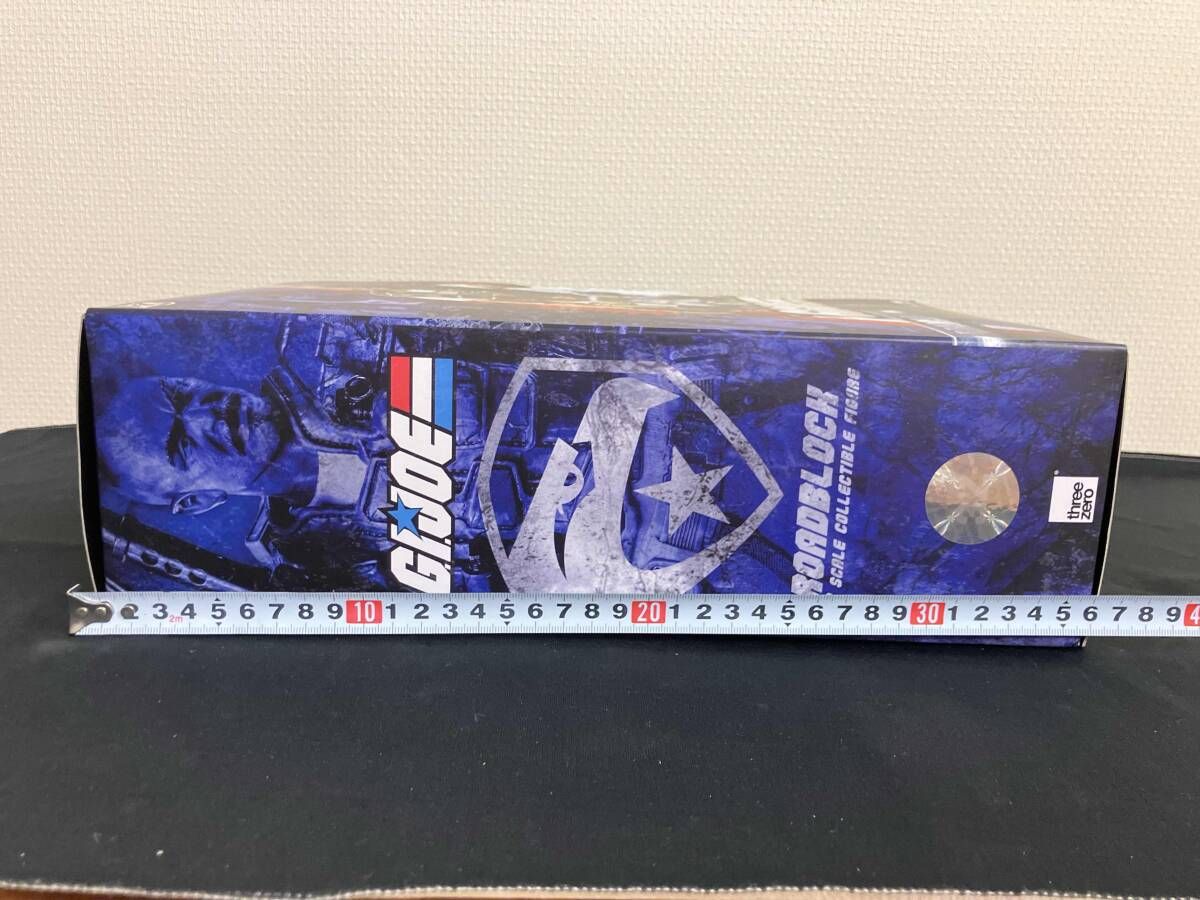 G.I. JOE
ROADBLOCK
SCALE COLLECTIBLE FIGURE
three
zero
2 3 4 5 6 7 8 9 10 1 2 3 4 5 6 7 8 9 20 1 2 3 4 5 6 7 8 9 30 1 2 3 4 5 6 7 8 9 4
2m